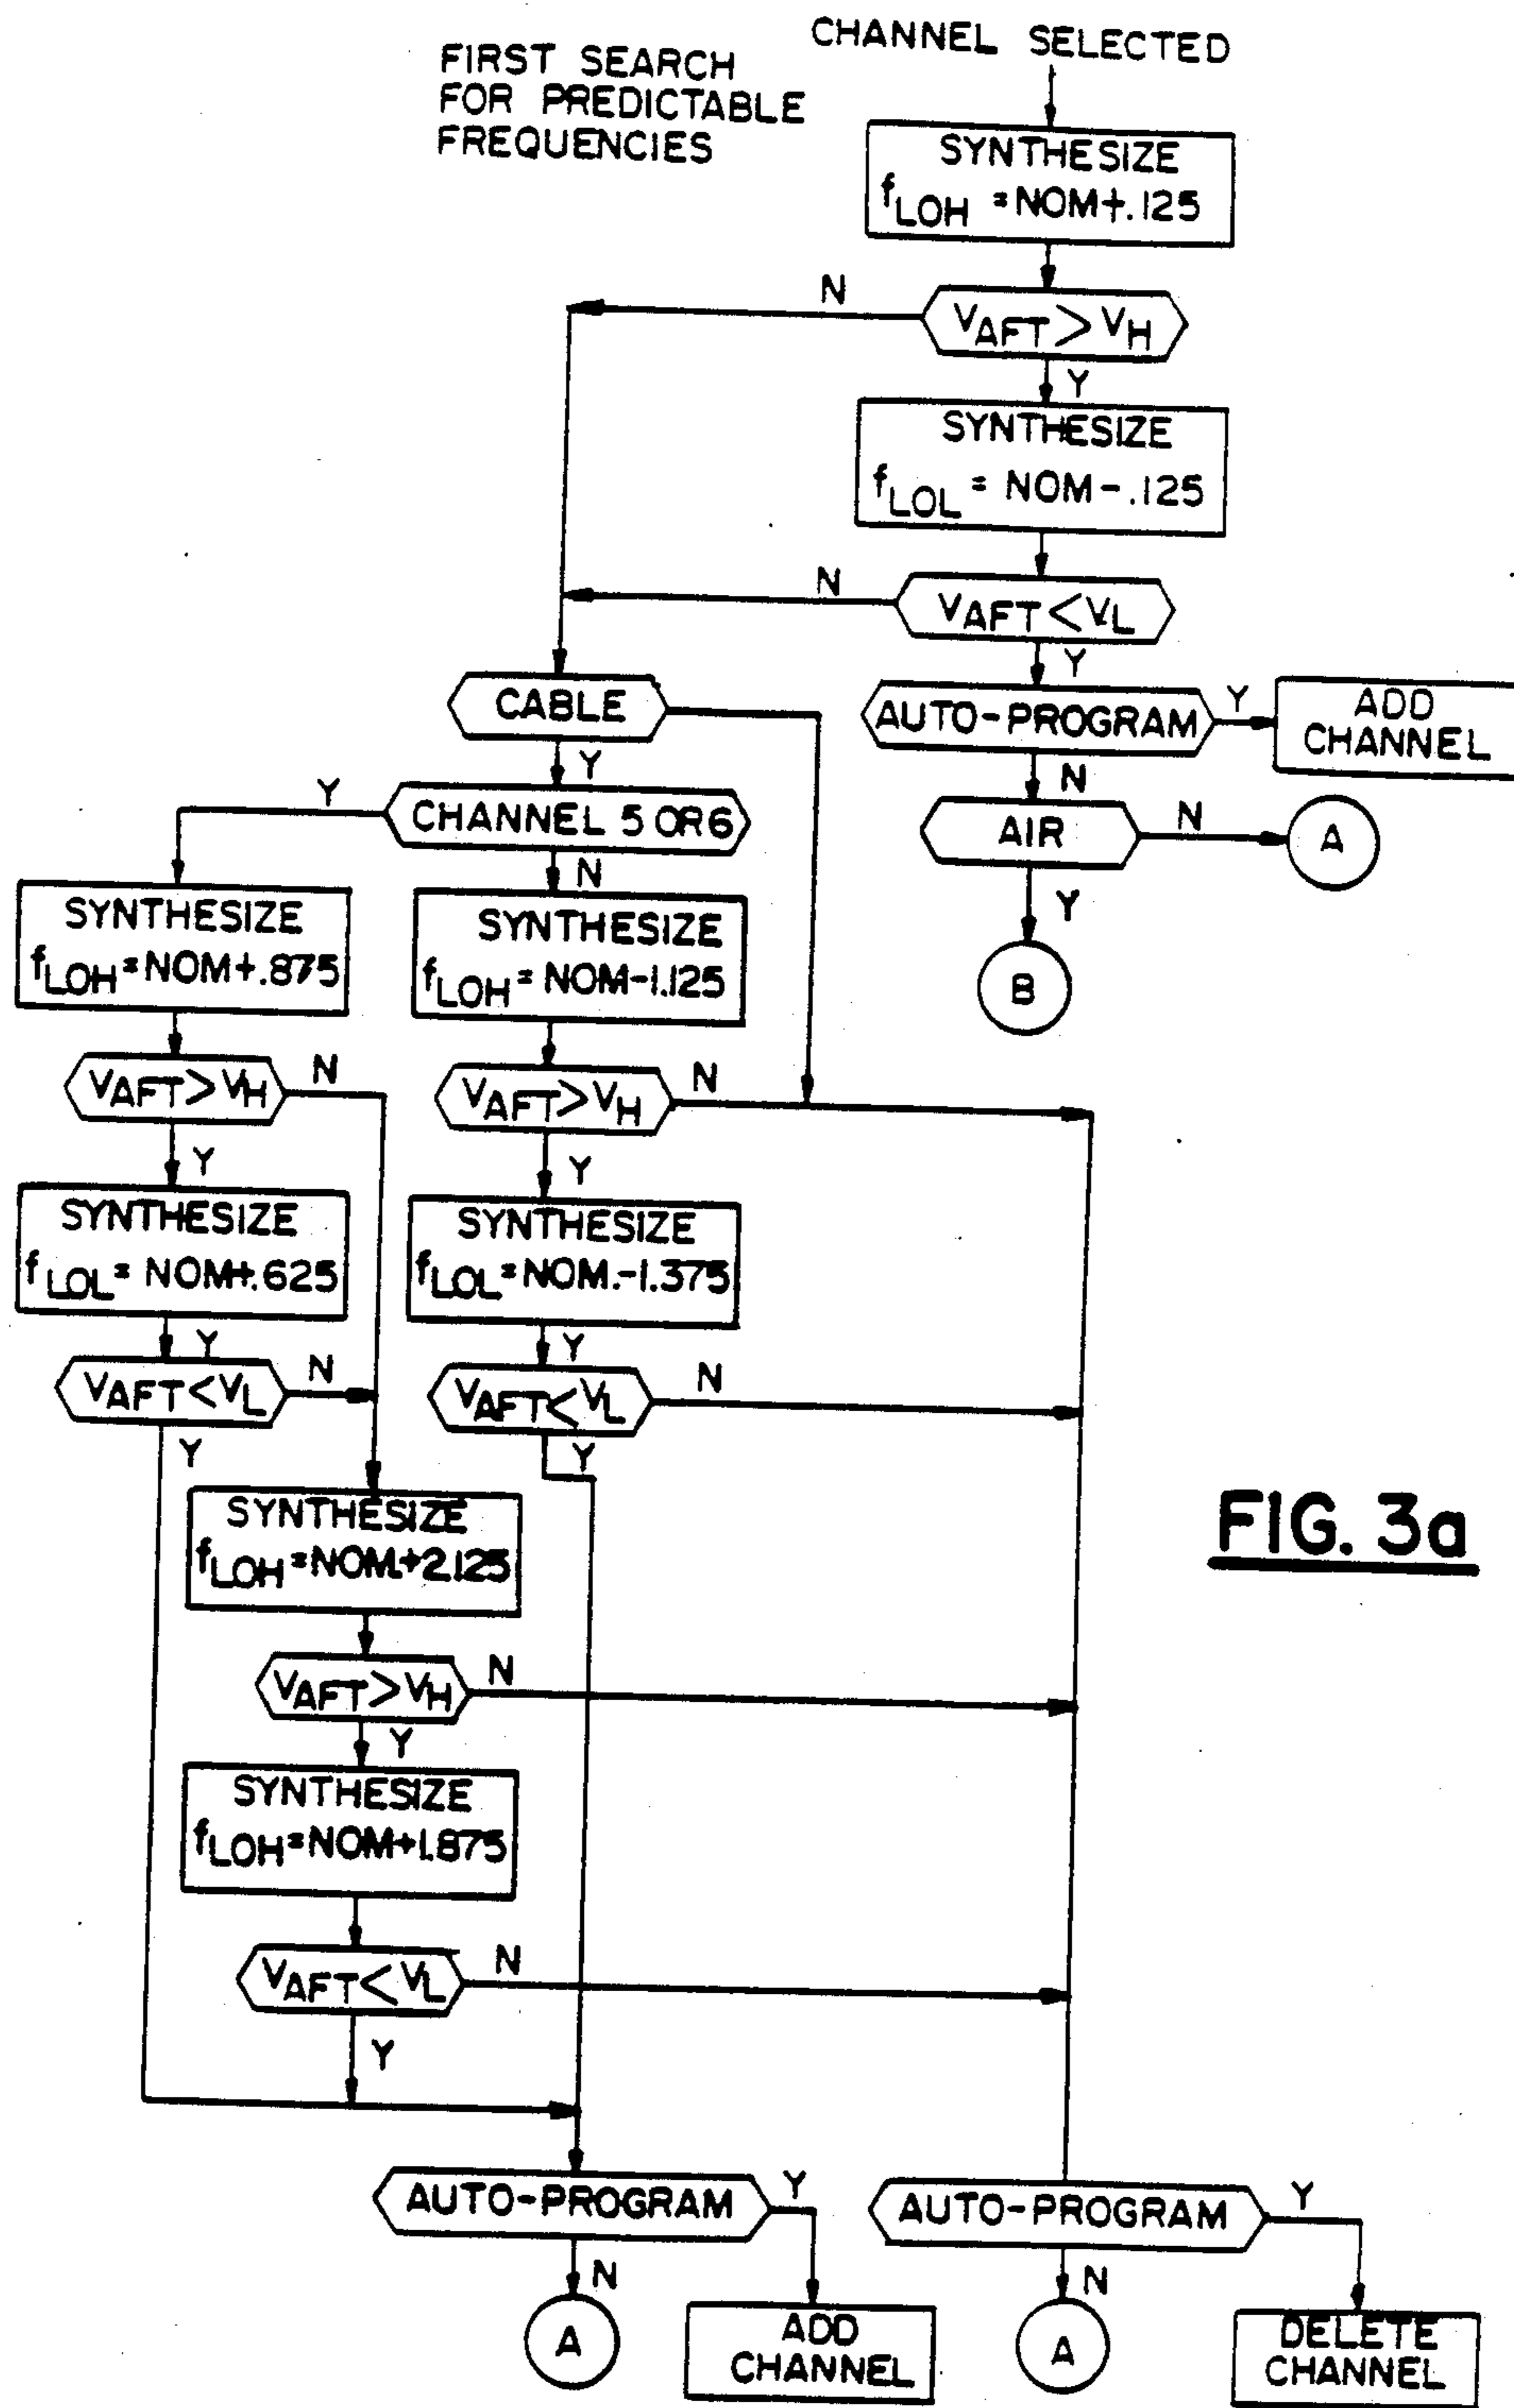 FIRST SEARCH
FOR PREDICTABLE
FREQUENCIES
CHANNEL SELECTED
SYNTHESIZE
fLOH = NOM+.125
N
VAFT > VH
Y
SYNTHESIZE
fLOL = NOM-.125
N
VAFT < VL
Y
CABLE
AUTO-PROGRAM
Y
ADD
CHANNEL
Y
N
Y
CHANNEL 5 OR 6
AIR
N
A
N
Y
B
SYNTHESIZE
fLOH = NOM+.875
SYNTHESIZE
fLOH = NOM-1.125
VAFT > VH
N
VAFT > VH
N
Y
Y
SYNTHESIZE
fLOL = NOM+.625
SYNTHESIZE
fLOL = NOM.-1.375
Y
Y
VAFT < VL
N
VAFT < VL
N
Y
Y
SYNTHESIZE
fLOH = NOM.+2.125
FIG. 3a
VAFT > VH
N
Y
SYNTHESIZE
fLOH = NOM+1.875
VAFT < VL
N
Y
AUTO-PROGRAM
Y
AUTO-PROGRAM
Y
N
N
A
ADD
CHANNEL
A
DELETE
CHANNEL